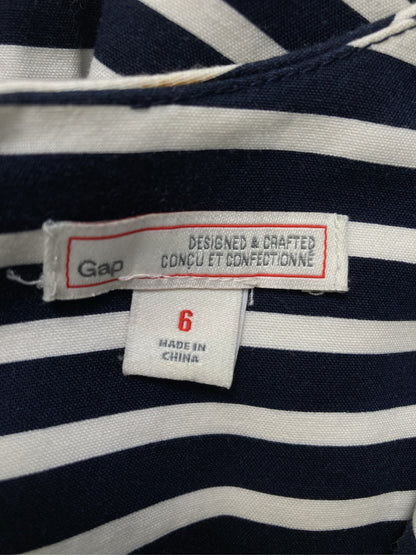 Gap
DESIGNED & CRAFTED
CONÇU ET CONFECTIONNÉ
6
MADE IN
CHINA